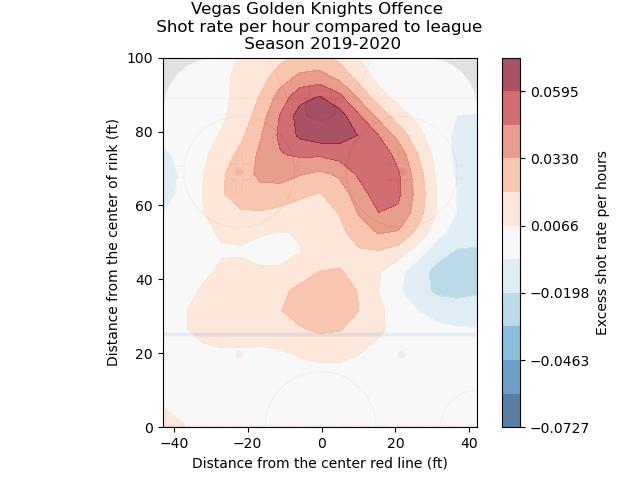 Vegas Golden Knights Offence
Shot rate per hour compared to league
Season 2019-2020
100
80
60
40
20
0
−40
−20
0
20
40
Distance from the center of rink (ft)
Distance from the center red line (ft)
0.0595
0.0330
0.0066
−0.0198
−0.0463
−0.0727
Excess shot rate per hours